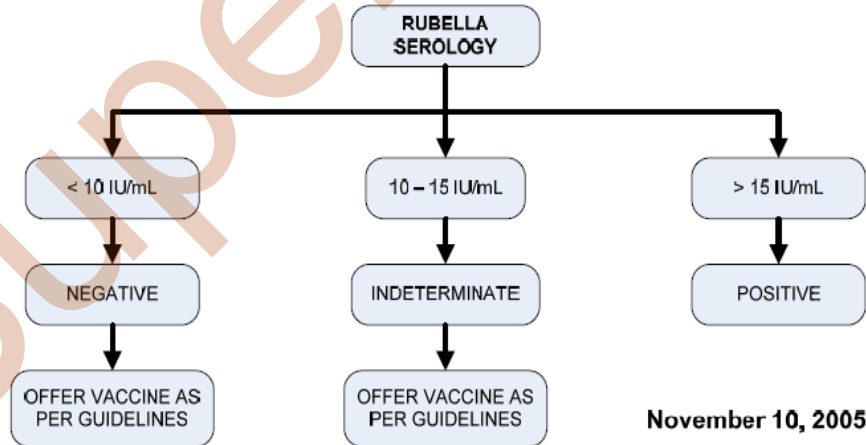 RUBELLA
SEROLOGY
< 10 IU/mL
10 – 15 IU/mL
> 15 IU/mL
NEGATIVE
INDETERMINATE
POSITIVE
OFFER VACCINE AS
PER GUIDELINES
OFFER VACCINE AS
PER GUIDELINES
November 10, 2005